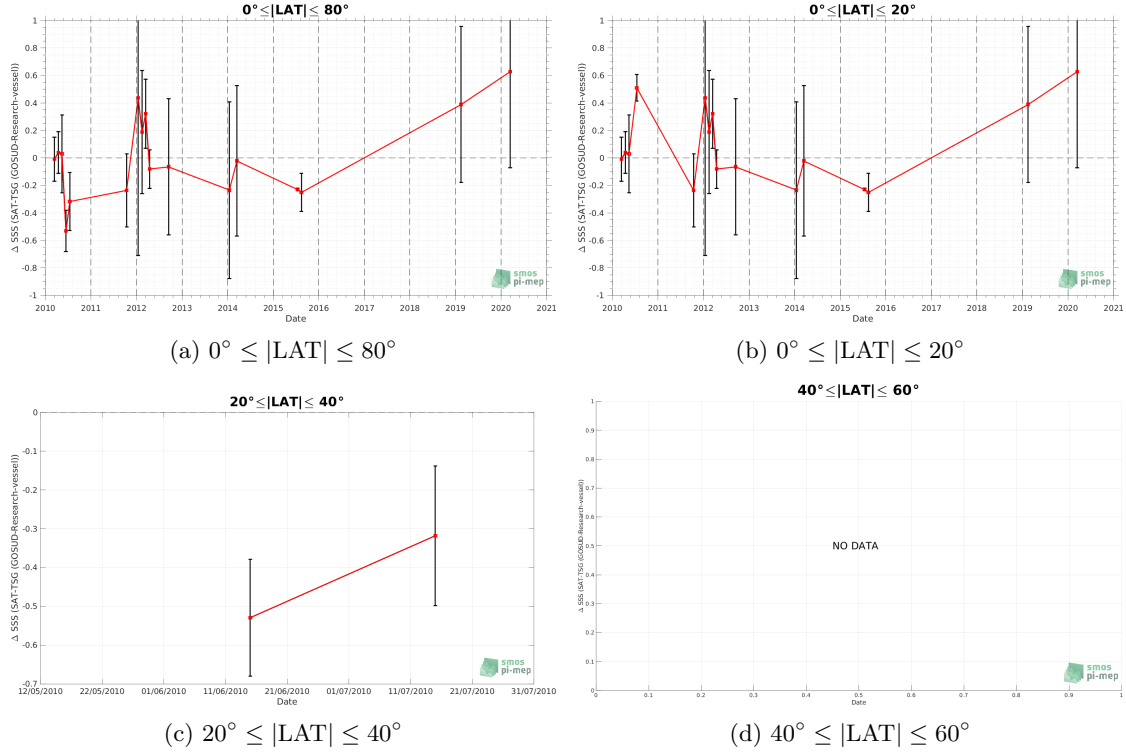 0°≤|LAT|≤ 80°
Δ SSS (SAT-TSG (GOSUD-Research-vessel))
1
0.8
0.6
0.4
0.2
0
-0.2
-0.4
-0.6
-0.8
-1
2010 2011 2012 2013 2014 2015 2016 2017 2018 2019 2020 2021
Date
smos
pi-mep
(a) 0° ≤ |LAT| ≤ 80°
0°≤|LAT|≤ 20°
Δ SSS (SAT-TSG (GOSUD-Research-vessel))
1
0.8
0.6
0.4
0.2
0
-0.2
-0.4
-0.6
-0.8
-1
2010 2011 2012 2013 2014 2015 2016 2017 2018 2019 2020 2021
Date
smos
pi-mep
(b) 0° ≤ |LAT| ≤ 20°
20°≤|LAT|≤ 40°
Δ SSS (SAT-TSG (GOSUD-Research-vessel))
0
-0.1
-0.2
-0.3
-0.4
-0.5
-0.6
-0.7
12/05/2010 22/05/2010 01/06/2010 11/06/2010 21/06/2010 01/07/2010 11/07/2010 21/07/2010 31/07/2010
Date
smos
pi-mep
(c) 20° ≤ |LAT| ≤ 40°
40°≤|LAT|≤ 60°
Δ SSS (SAT-TSG (GOSUD-Research-vessel))
1
0.9
0.8
0.7
0.6
0.5
0.4
0.3
0.2
0.1
0
NO DATA
0 0.1 0.2 0.3 0.4 0.5 0.6 0.7 0.8 0.9 1
Date
smos
pi-mep
(d) 40° ≤ |LAT| ≤ 60°